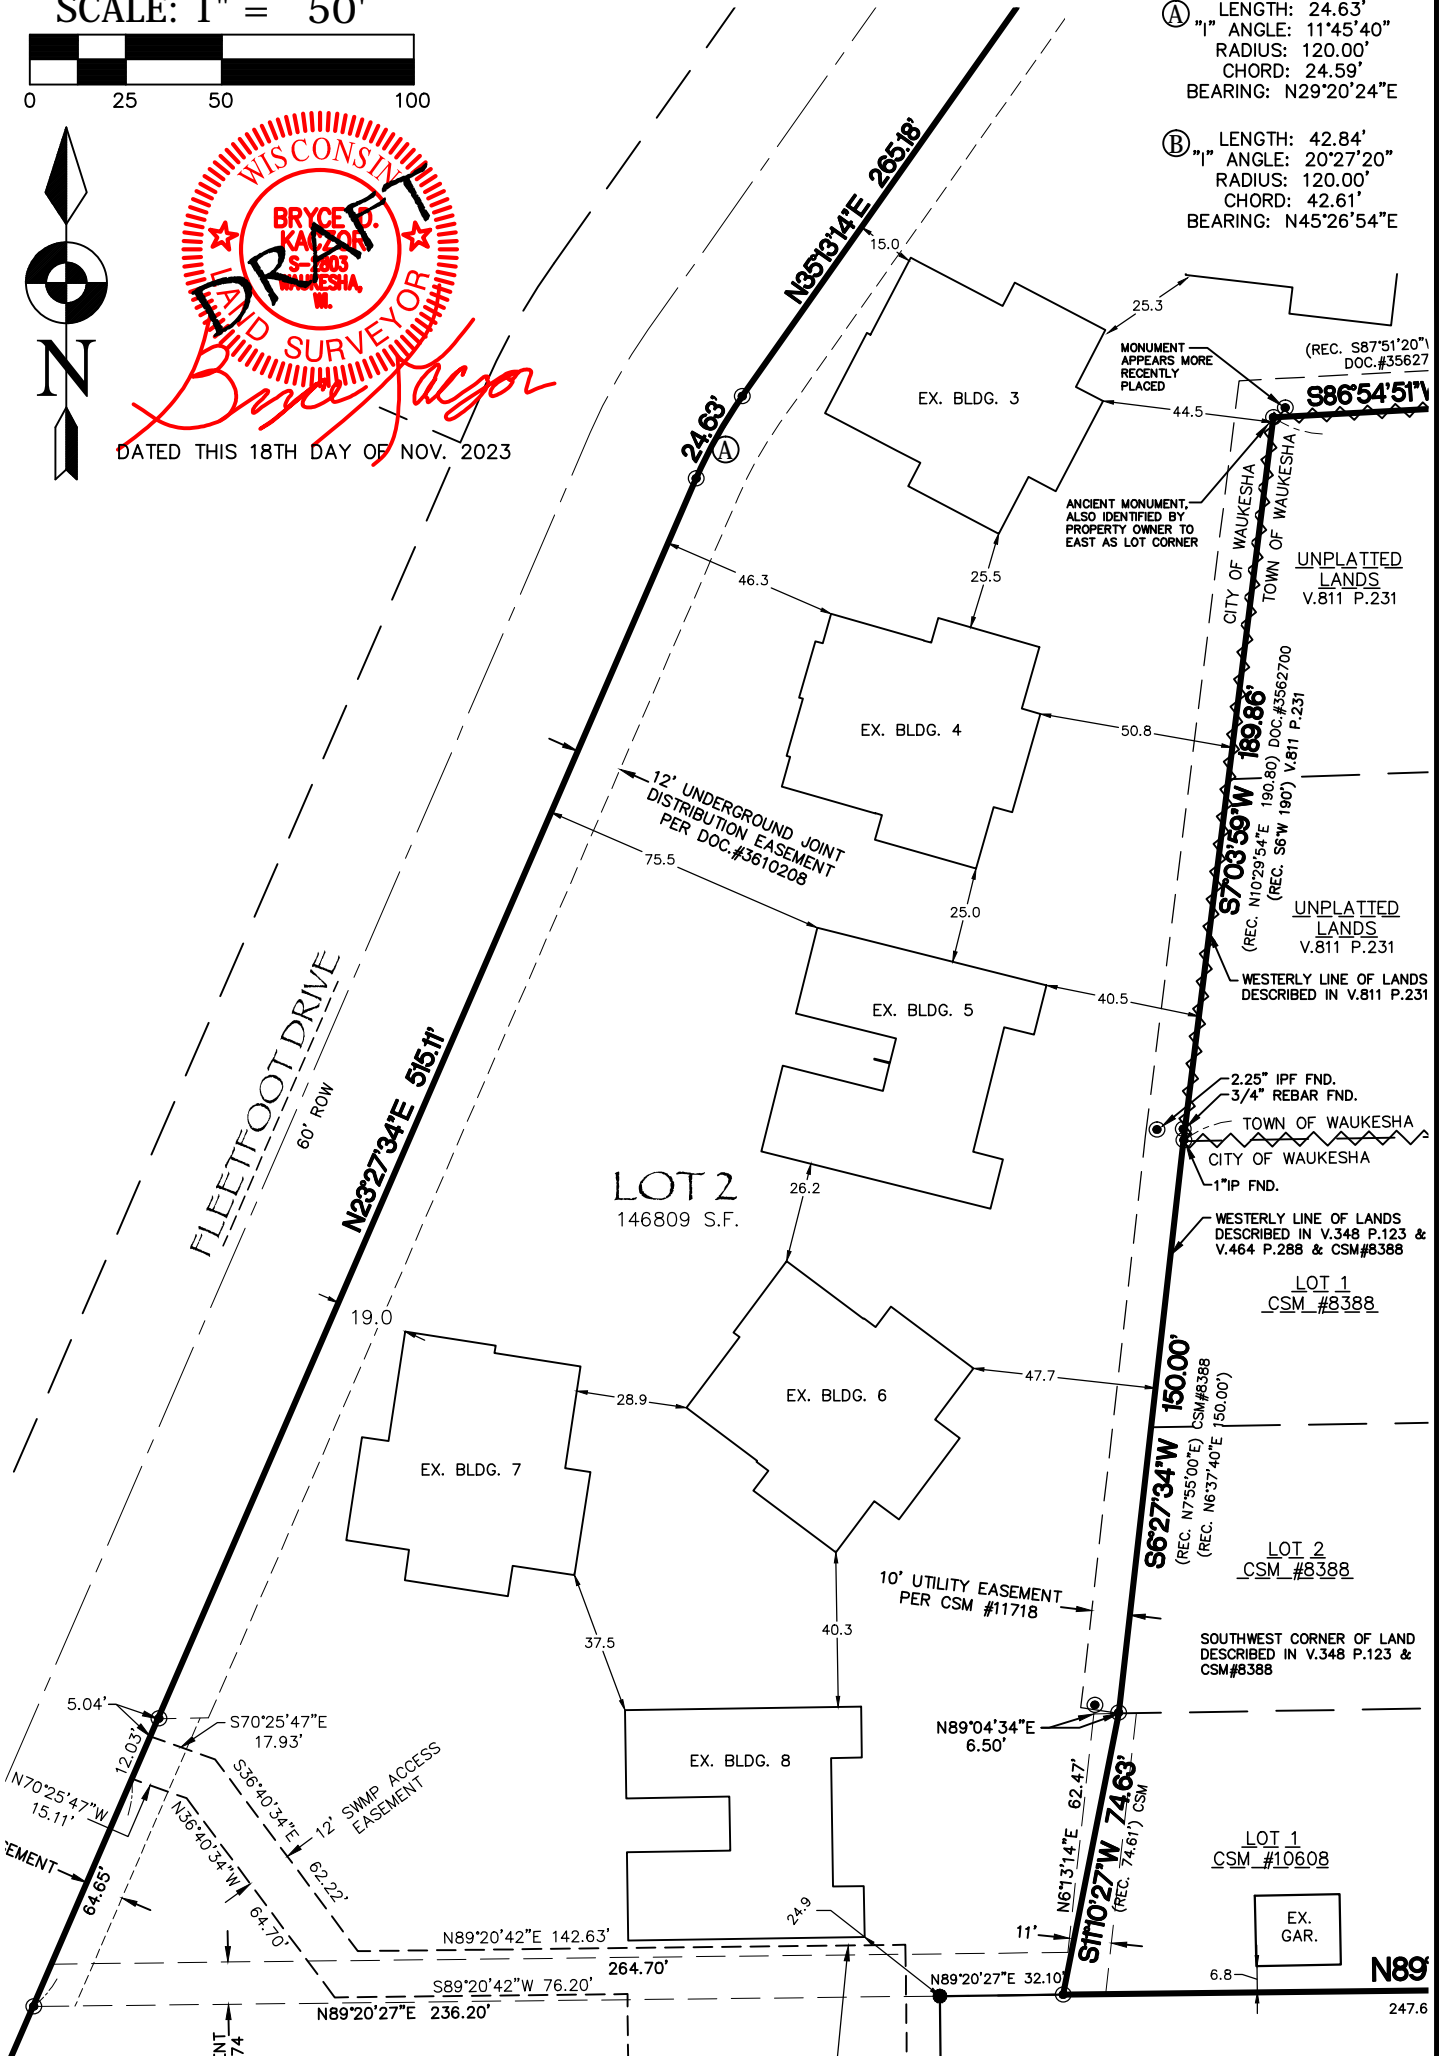 SCALE: 1" = 50'
0 25 50 100
WISCONSIN
BRYCE D.
KACZOR
S-2803
WAUKESHA,
WI.
LAND SURVEYOR
DRAFT
Bryce Kaczor
N
DATED THIS 18TH DAY OF NOV. 2023
A LENGTH: 24.63'
"I" ANGLE: 11°45'40"
RADIUS: 120.00'
CHORD: 24.59'
BEARING: N29°20'24"E
B LENGTH: 42.84'
"I" ANGLE: 20°27'20"
RADIUS: 120.00'
CHORD: 42.61'
BEARING: N45°26'54"E
N35°13'14"E 265.18'
15.0
25.3
EX. BLDG. 3
MONUMENT
APPEARS MORE
RECENTLY
PLACED
(REC. S87°51'20"
DOC.#35627
S86°54'51"
44.5
24.63'
A
ANCIENT MONUMENT,
ALSO IDENTIFIED BY
PROPERTY OWNER TO
EAST AS LOT CORNER
CITY OF WAUKESHA
TOWN OF WAUKESHA
UNPLATTED
LANDS
V.811 P.231
46.3
25.5
EX. BLDG. 4
50.8
S7°03'59"W 189.86'
(REC. N10°29'54"E 190.80) DOC.#3562700
(REC. S6°W 190') V.811 P.231
12' UNDERGROUND JOINT
DISTRIBUTION EASEMENT
PER DOC.#3610208
75.5
25.0
UNPLATTED
LANDS
V.811 P.231
WESTERLY LINE OF LANDS
DESCRIBED IN V.811 P.231
EX. BLDG. 5
40.5
FLEETFOOT DRIVE
60' ROW
N23°27'34"E 515.11'
2.25" IPF FND.
3/4" REBAR FND.
TOWN OF WAUKESHA
CITY OF WAUKESHA
1"IP FND.
LOT 2
146809 S.F.
26.2
WESTERLY LINE OF LANDS
DESCRIBED IN V.348 P.123 &
V.464 P.288 & CSM#8388
LOT 1
CSM #8388
19.0
28.9
EX. BLDG. 6
47.7
EX. BLDG. 7
S6°27'34"W 150.00'
(REC. N7°55'00"E) CSM#8388
(REC. N6°37'40"E 150.00')
LOT 2
CSM #8388
10' UTILITY EASEMENT
PER CSM #11718
37.5
40.3
SOUTHWEST CORNER OF LAND
DESCRIBED IN V.348 P.123 &
CSM#8388
5.04'
S70°25'47"E
17.93'
12.03'
N89°04'34"E
6.50'
EX. BLDG. 8
N70°25'47"W
15.11'
S36°40'34"E 62.22'
12' SWMP ACCESS
EASEMENT
N36°40'34"W 64.70'
EMENT
64.65'
N6°13'14"E 62.47'
S11°10'27"W 74.63'
(REC. 74.61') CSM
LOT 1
CSM #10608
EX.
GAR.
24.9
11'
N89°20'42"E 142.63'
264.70'
S89°20'42"W 76.20'
N89°20'27"E 236.20'
N89°20'27"E 32.10'
6.8
N89°
247.6
ENT
74